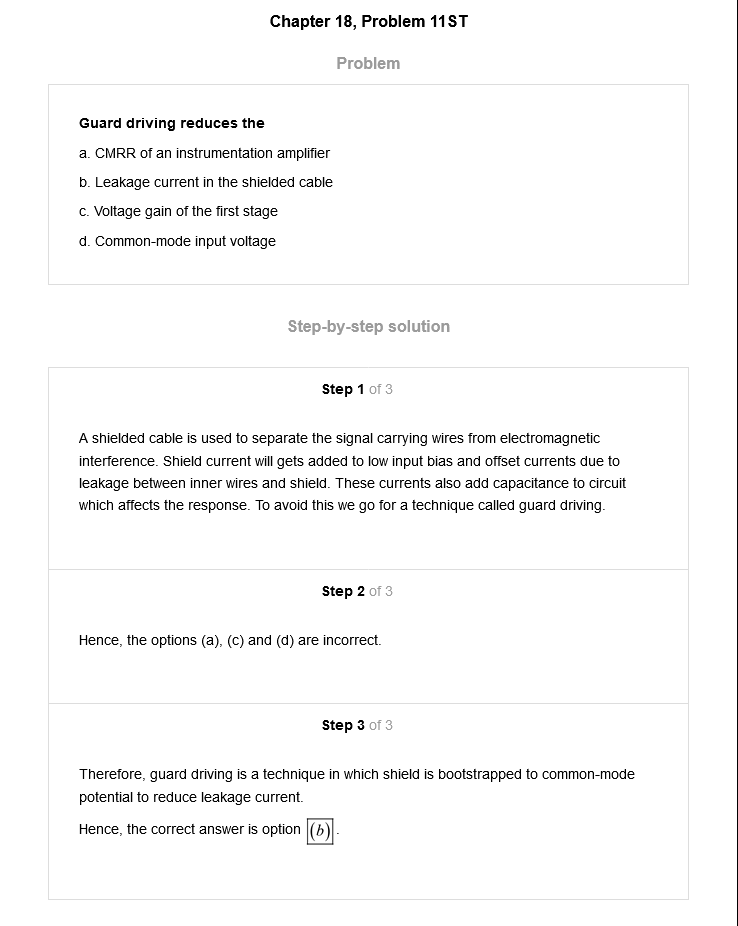 Chapter 18, Problem 11ST
Problem
Guard driving reduces the
a. CMRR of an instrumentation amplifier
b. Leakage current in the shielded cable
c. Voltage gain of the first stage
d. Common-mode input voltage
Step-by-step solution
Step 1 of 3
A shielded cable is used to separate the signal carrying wires from electromagnetic
interference. Shield current will gets added to low input bias and offset currents due to
leakage between inner wires and shield. These currents also add capacitance to circuit
which affects the response. To avoid this we go for a technique called guard driving.
Step 2 of 3
Hence, the options (a), (c) and (d) are incorrect.
Step 3 of 3
Therefore, guard driving is a technique in which shield is bootstrapped to common-mode
potential to reduce leakage current.
Hence, the correct answer is option (b).